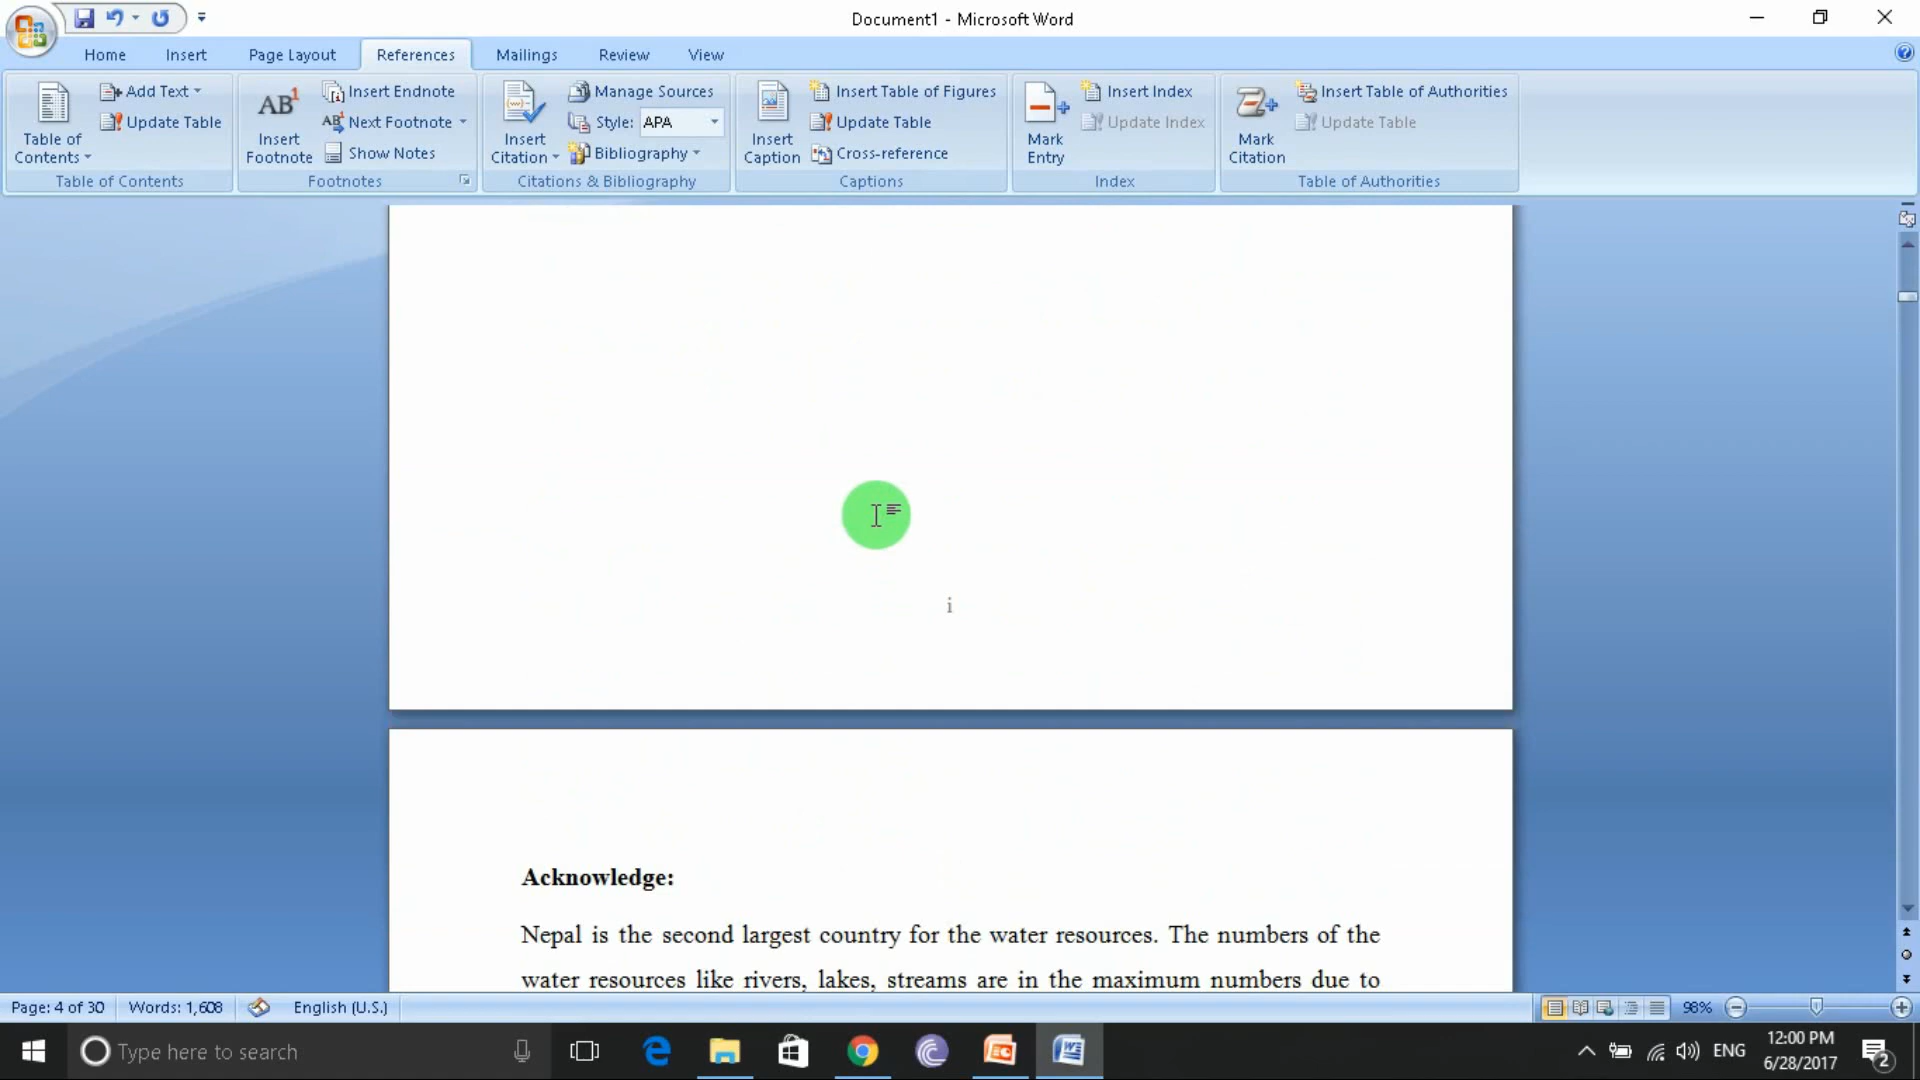 Document1 - Microsoft Word
Home Insert Page Layout References Mailings Review View
Table of Contents
Add Text
Update Table
Table of Contents
AB1 Insert Footnote
Insert Endnote
AB1 Next Footnote
Show Notes
Footnotes
Insert Citation
Manage Sources
Style: APA
Bibliography
Citations & Bibliography
Insert Caption
Insert Table of Figures
Update Table
Cross-reference
Captions
Mark Entry
Insert Index
Update Index
Index
Mark Citation
Insert Table of Authorities
Update Table
Table of Authorities
i
Acknowledge:
Nepal is the second largest country for the water resources. The numbers of the
water resources like rivers, lakes, streams are in the maximum numbers due to
Page: 4 of 30 Words: 1,608 English (U.S.) 98%
Type here to search
ENG
12:00 PM
6/28/2017
2